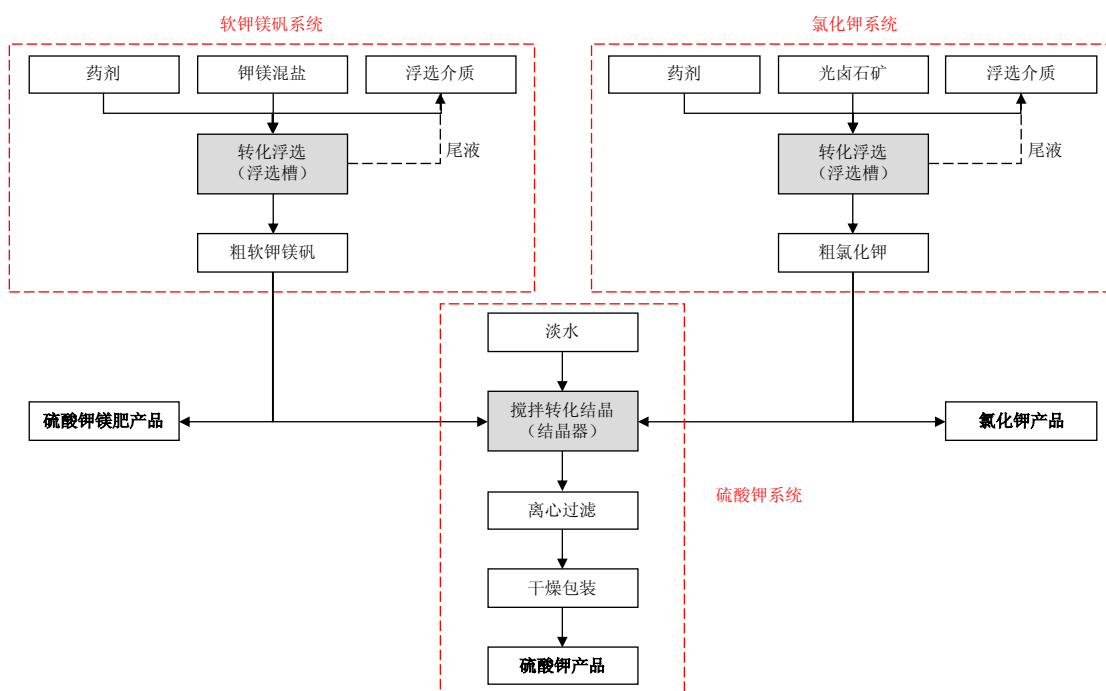 软钾镁矾系统
氯化钾系统
药剂
钾镁混盐
浮选介质
药剂
光卤石矿
浮选介质
转化浮选
（浮选槽）
尾液
转化浮选
（浮选槽）
尾液
粗软钾镁矾
粗氯化钾
淡水
硫酸钾镁肥产品
搅拌转化结晶
（结晶器）
氯化钾产品
硫酸钾系统
离心过滤
干燥包装
硫酸钾产品